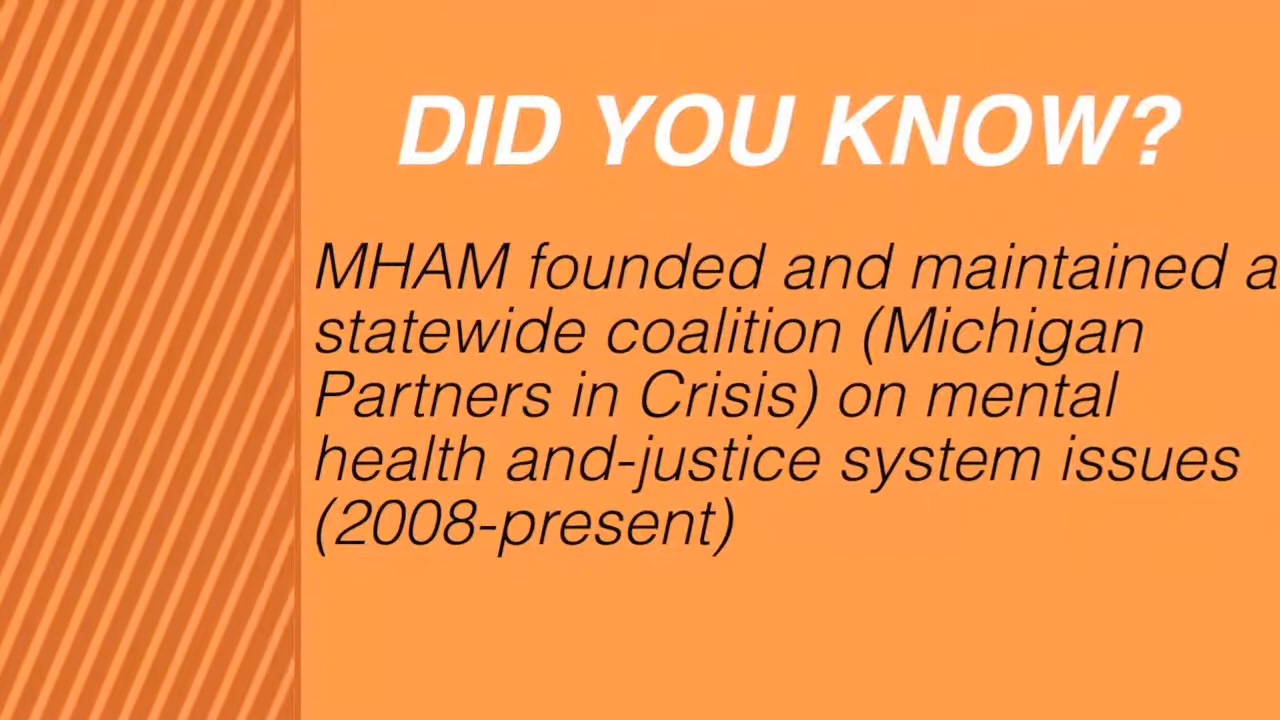 DID YOU KNOW?
MHAM founded and maintained a
statewide coalition (Michigan
Partners in Crisis) on mental
health and-justice system issues
(2008-present)